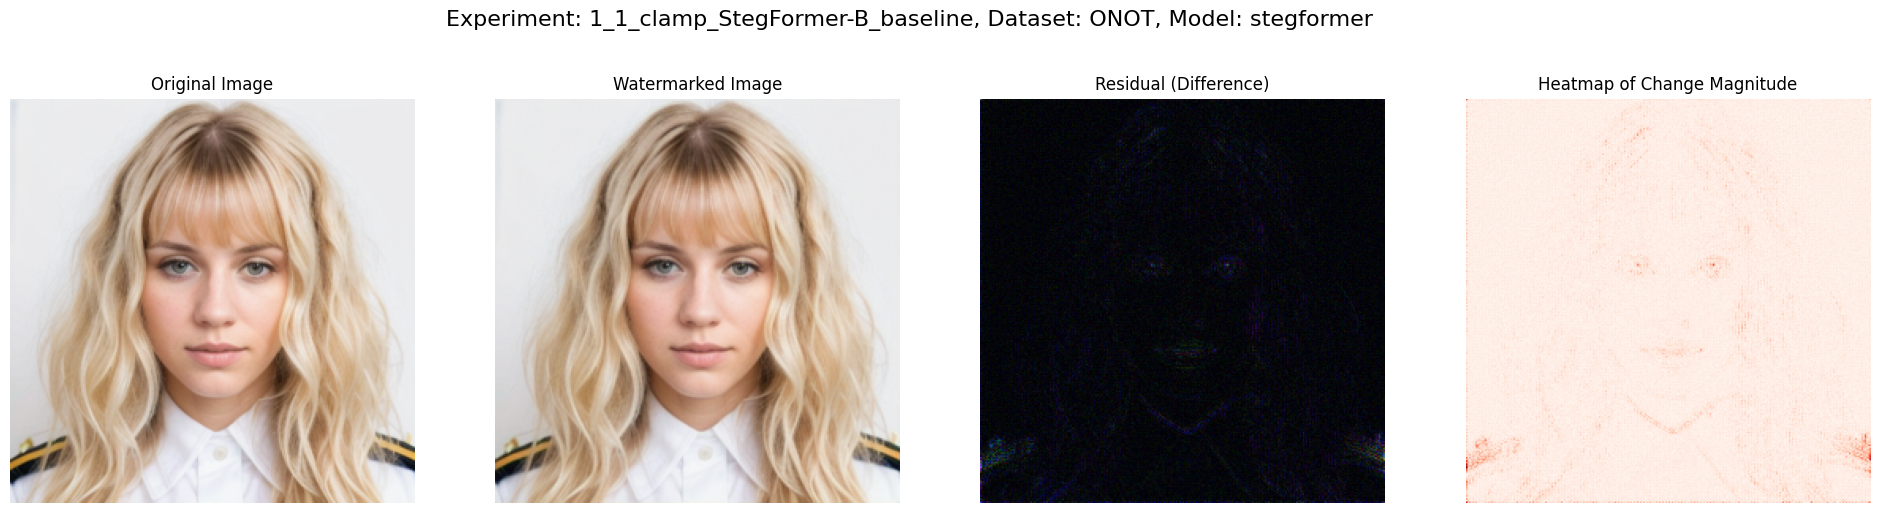 Experiment: 1_1_clamp_StegFormer-B_baseline, Dataset: ONOT, Model: stegformer
Original Image
Watermarked Image
Residual (Difference)
Heatmap of Change Magnitude